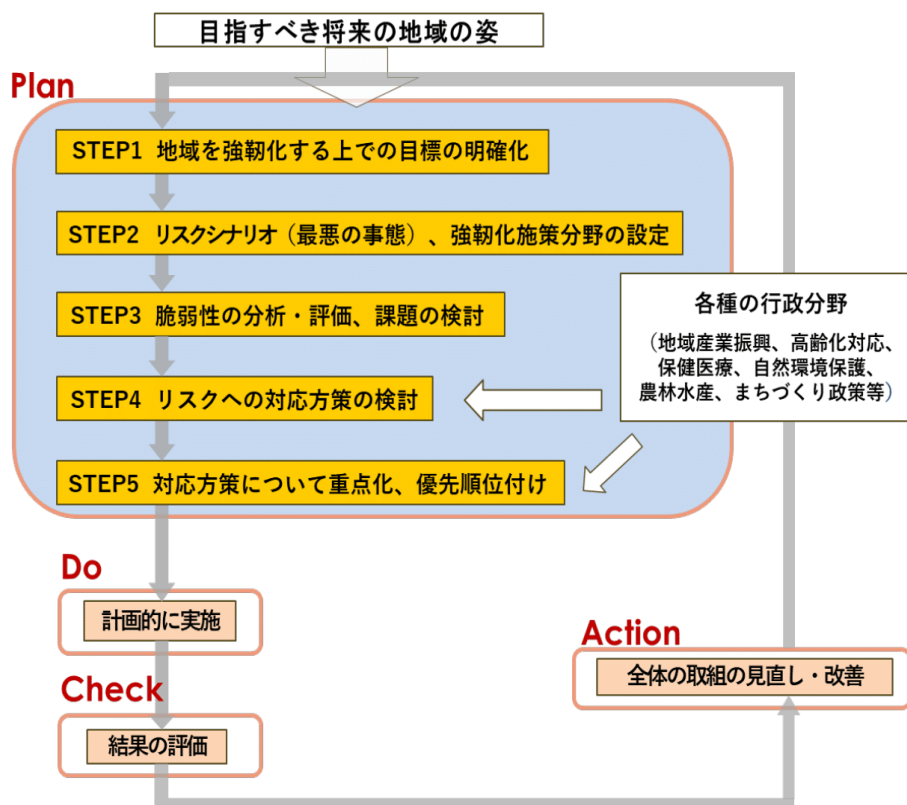 目指すべき将来の地域の姿
Plan
STEP1 地域を強靭化する上での目標の明確化
STEP2 リスクシナリオ（最悪の事態）、強靭化施策分野の設定
STEP3 脆弱性の分析・評価、課題の検討
STEP4 リスクへの対応方策の検討
STEP5 対応方策について重点化、優先順位付け
各種の行政分野
（地域産業振興、高齢化対応、
保健医療、自然環境保護、
農林水産、まちづくり政策等）
Do
計画的に実施
Check
結果の評価
Action
全体の取組の見直し・改善